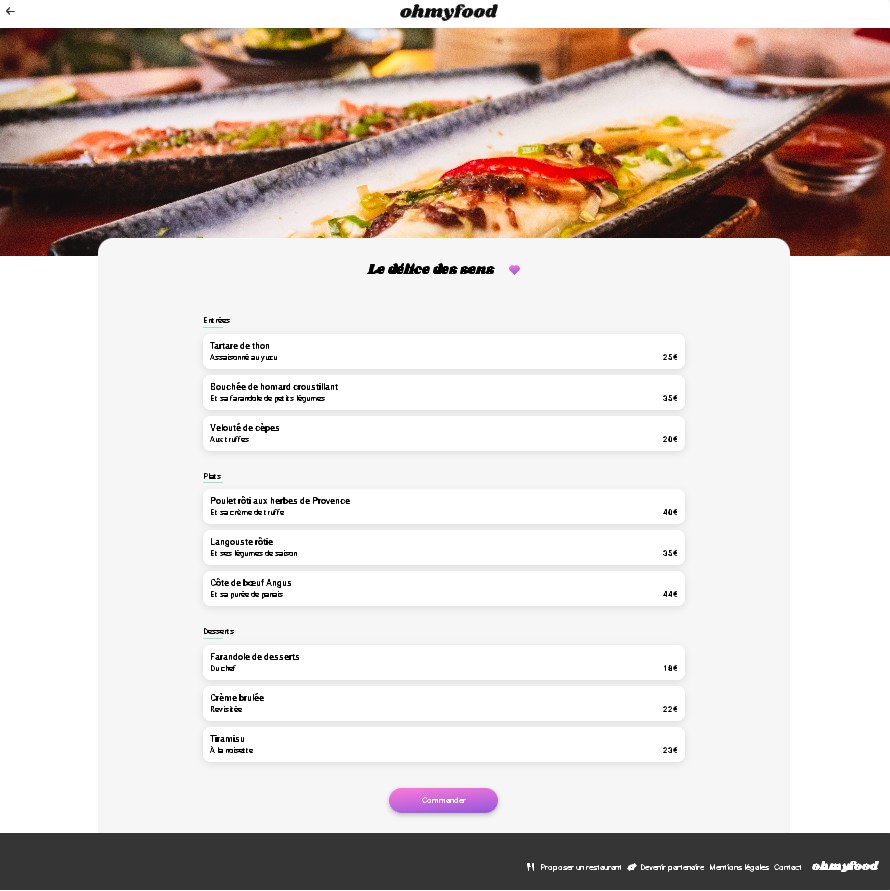 ohmyfood
Le délice des sens
Entrées
Tartare de thon
Assaisonné au yuzu
25€
Bouchée de homard croustillant
Et sa farandole de petits légumes
35€
Velouté de cèpes
Aux truffes
20€
Plats
Poulet rôti aux herbes de Provence
Et sa crème de truffe
40€
Langouste rôtie
Et ses légumes de saison
35€
Côte de bœuf Angus
Et sa purée de panais
44€
Desserts
Farandole de desserts
Du chef
18€
Crème brulée
Revisitée
22€
Tiramisu
À la noisette
23€
Commander
Proposer un restaurant Devenir partenaire Mentions légales Contact ohmyfood